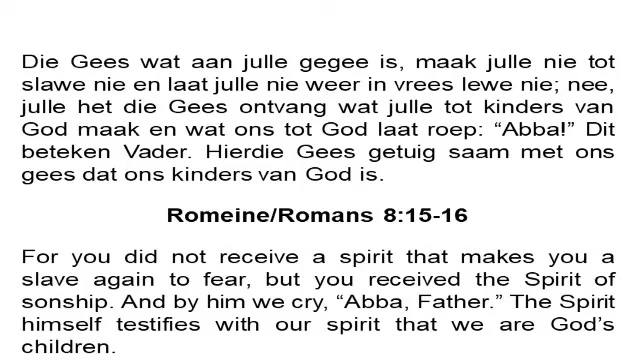 Die Gees wat aan julle gegee is, maak julle nie tot
slawe nie en laat julle nie weer in vrees lewe nie; nee,
julle het die Gees ontvang wat julle tot kinders van
God maak en wat ons tot God laat roep: “Abba!” Dit
beteken Vader. Hierdie Gees getuig saam met ons
gees dat ons kinders van God is.
Romeine/Romans 8:15-16
For you did not receive a spirit that makes you a
slave again to fear, but you received the Spirit of
sonship. And by him we cry, “Abba, Father.” The Spirit
himself testifies with our spirit that we are God’s
children.